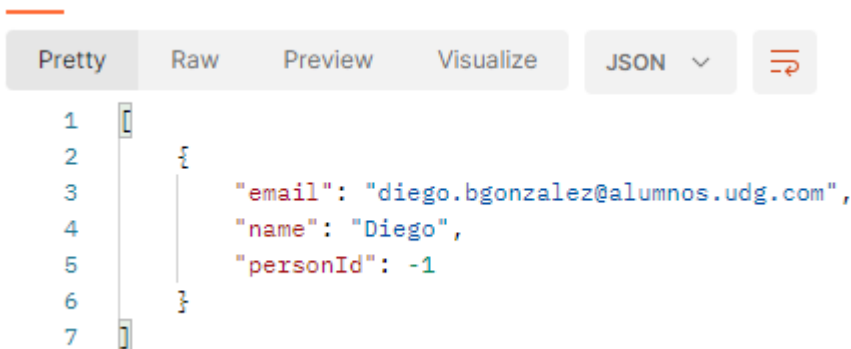 Pretty Raw Preview Visualize JSON
1 [
2 {
3 "email": "diego.bgonzalez@alumnos.udg.com",
4 "name": "Diego",
5 "personId": -1
6 }
7 ]